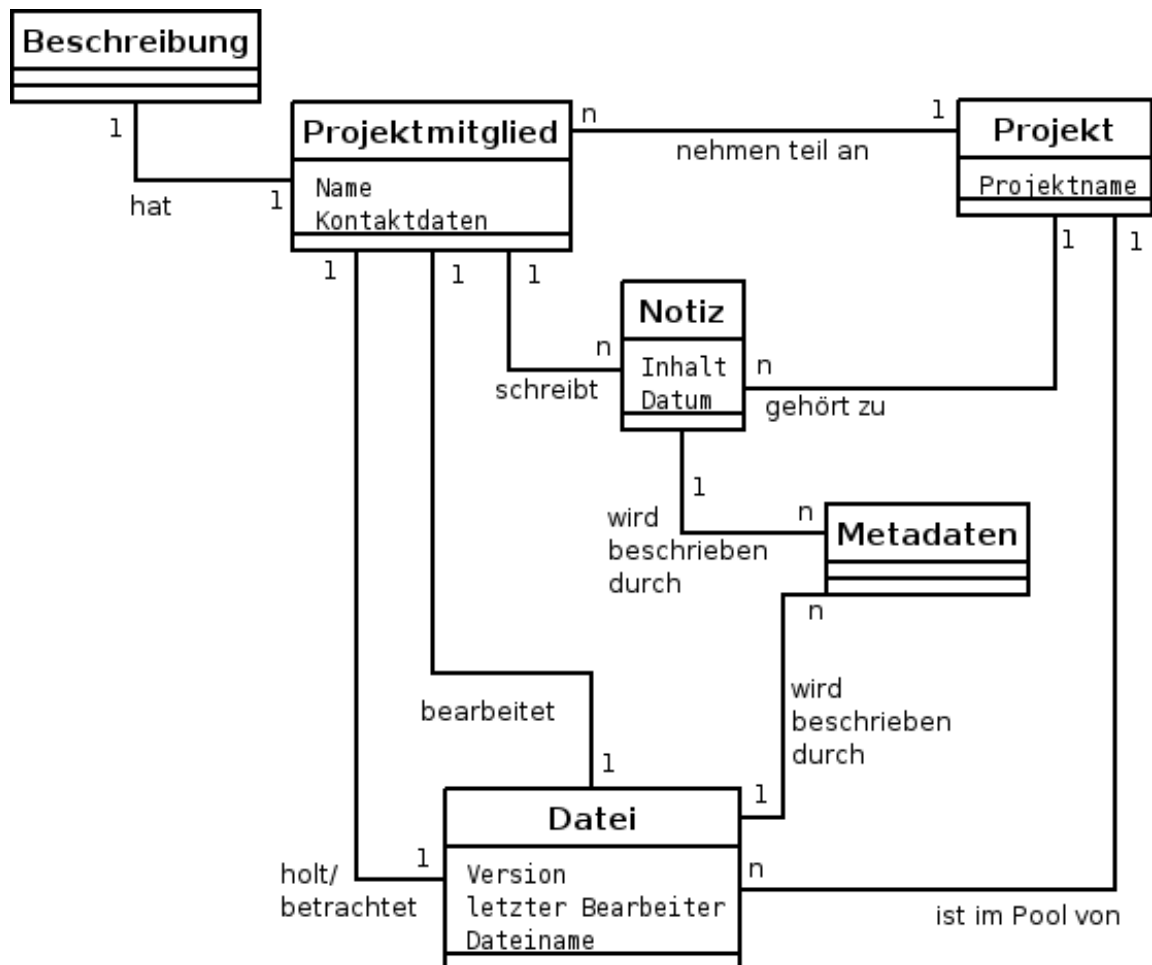 Beschreibung
1
hat
1
Projektmitglied
Name
Kontaktdaten
n
1
nehmen teil an
Projekt
Projektname
1
1
1
1
1
Notiz
Inhalt
Datum
n
schreibt
n
gehört zu
1
n
wird
beschrieben
durch
Metadaten
n
wird
beschrieben
durch
bearbeitet
1
1
Datei
Version
letzter Bearbeiter
Dateiname
1
holt/
betrachtet
n
ist im Pool von